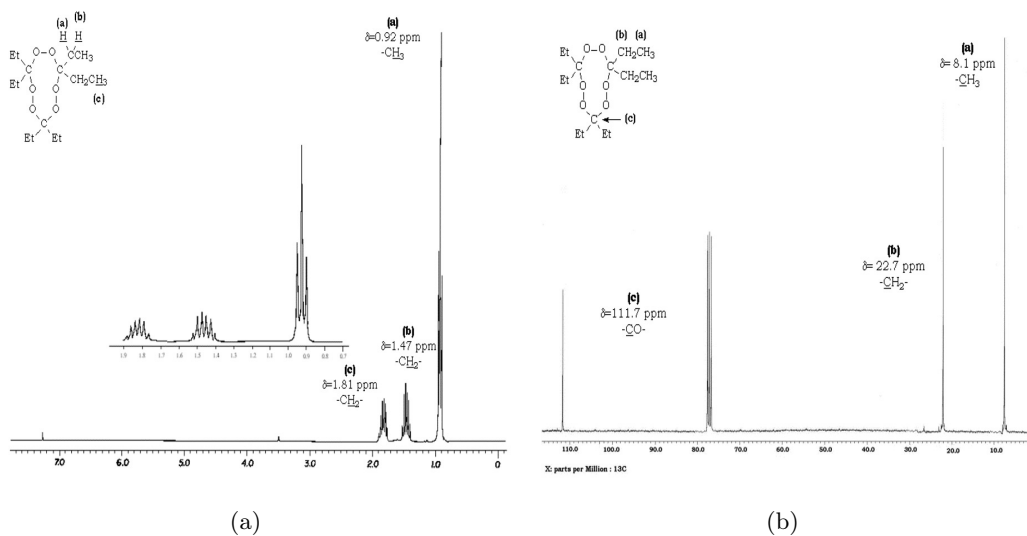 (b)
(a)
H H
O-O CH₃
Et
C C
Et CH₂CH₃
O O
O O (c)
C
Et Et
(a)
δ=0.92 ppm
-CH₃
(b)
δ=1.47 ppm
-CH₂-
(c)
δ=1.81 ppm
-CH₂-
1.9 1.8 1.7 1.6 1.5 1.4 1.3 1.2 1.1 1.0 0.9 0.8 0.7
7.0 6.0 5.0 4.0 3.0 2.0 1.0 0
(a)
(b) (a)
Et O-O CH₂CH₃
C C
Et CH₂CH₃
O O
O O
C (c)
Et Et
(a)
δ= 8.1 ppm
-CH₃
(b)
δ= 22.7 ppm
-CH₂-
(c)
δ=111.7 ppm
-CO-
110.0 100.0 90.0 80.0 70.0 60.0 50.0 40.0 30.0 20.0 10.0
X: parts per Million : 13C
(b)